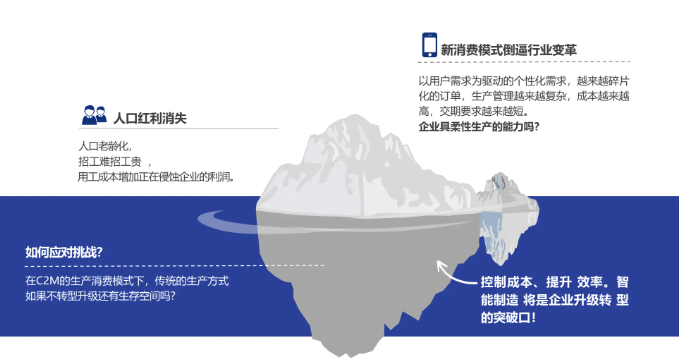 新消费模式倒逼行业变革
以用户需求为驱动的个性化需求，越来越碎片
化的订单，生产管理越来越复杂，成本越来越
高，交期要求越来越短。
企业具柔性生产的能力吗？
人口红利消失
人口老龄化，
招工难招工贵 ，
用工成本增加正在侵蚀企业的利润。
如何应对挑战？
在C2M的生产消费模式下，传统的生产方式
如果不转型升级还有生存空间吗？
控制成本、提升 效率。智
能制造 将是企业升级转 型
的突破口！